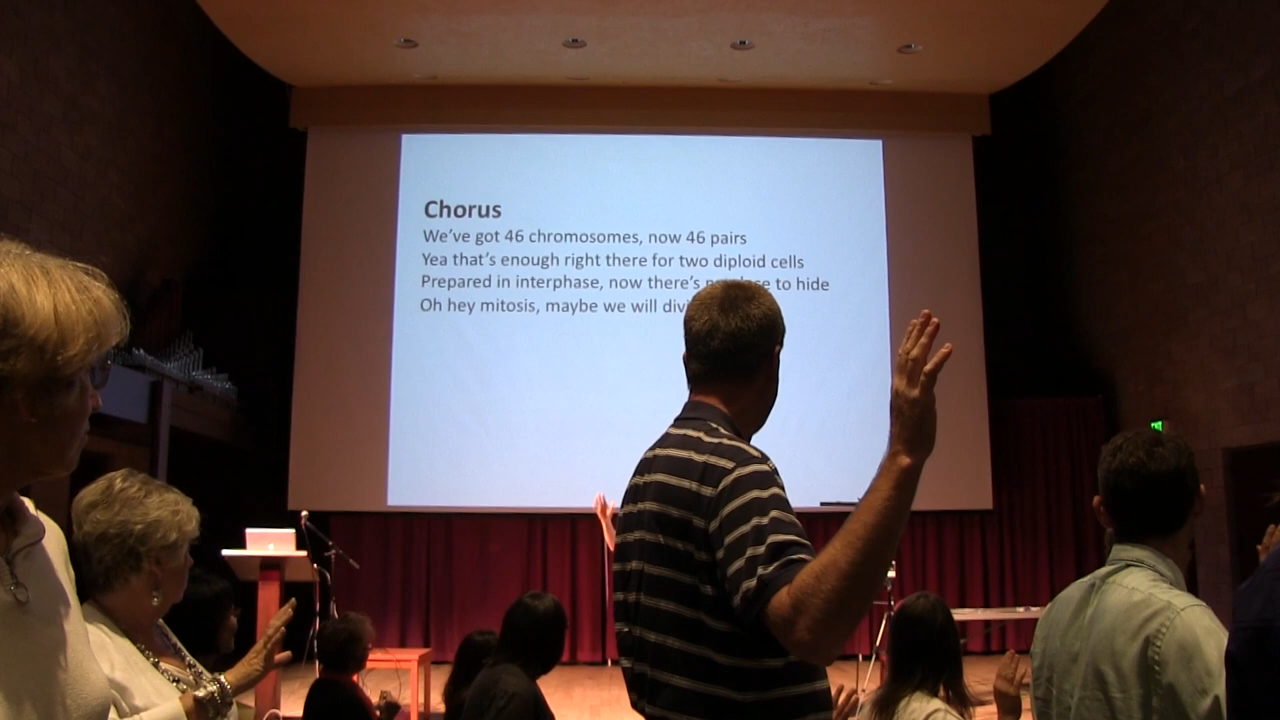 Chorus
We've got 46 chromosomes, now 46 pairs
Yea that's enough right there for two diploid cells
Prepared in interphase, now there's to hide
Oh hey mitosis, maybe we will